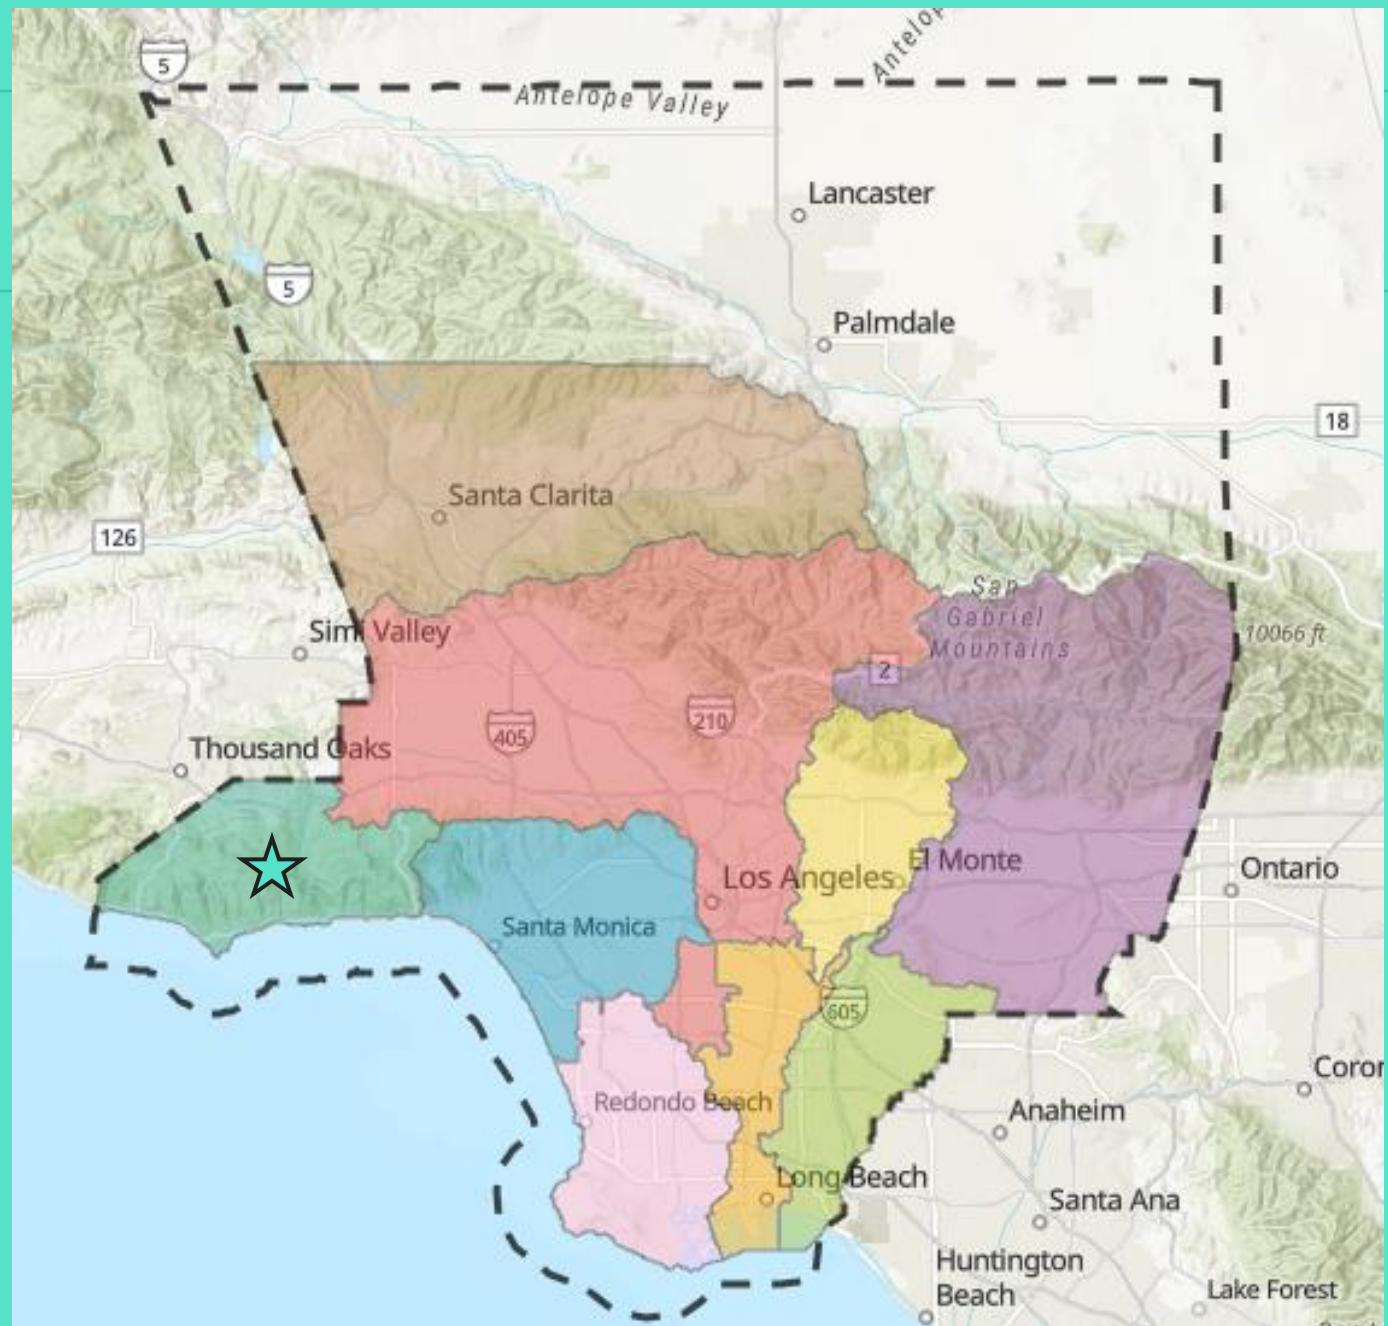 5
Antelope Valley
Lancaster
5
Palmdale
18
Santa Clarita
126
San
Gabriel
Mountains
Simi Valley
10066 ft
2
210
405
Thousand Oaks
El Monte
Los Angeles
Ontario
Santa Monica
605
Redondo Beach
Anaheim
Long Beach
Santa Ana
Huntington
Beach
Lake Forest